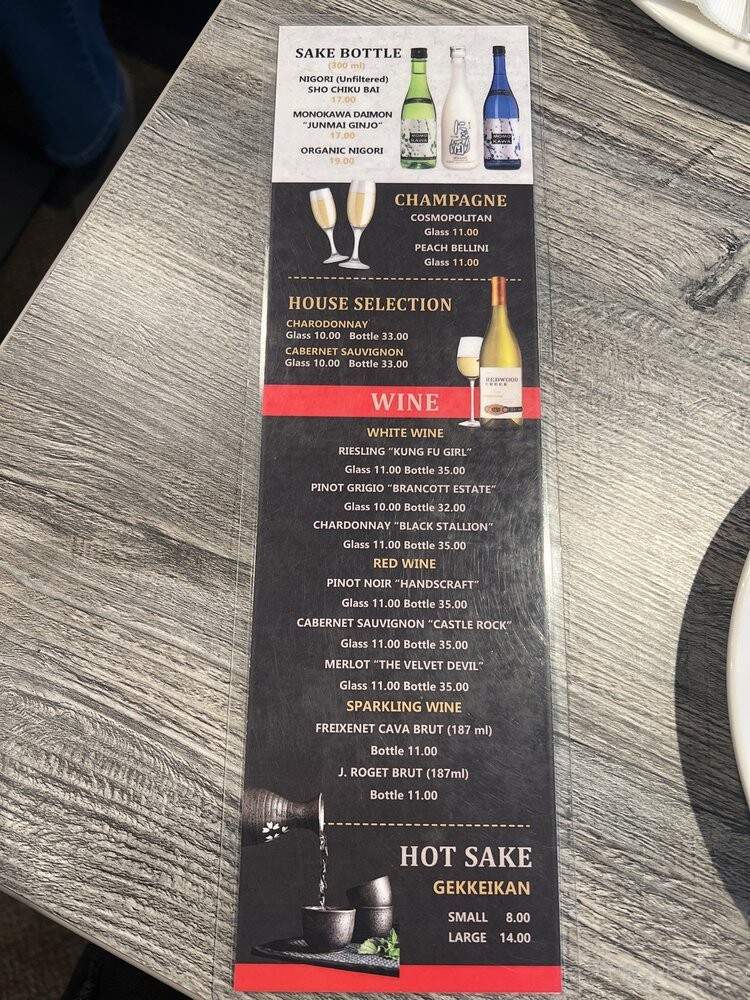 SAKE BOTTLE
(300 ml)
NIGORI (Unfiltered)
SHO CHIKU BAI
17.00
MONOKAWA DAIMON
"JUNMAI GINJO"
17.00
ORGANIC NIGORI
19.00
MOMO
KAWA
MOMO
KAWA
CHAMPAGNE
COSMOPOLITAN
Glass 11.00
PEACH BELLINI
Glass 11.00
HOUSE SELECTION
CHARODONNAY
Glass 10.00 Bottle 33.00
CABERNET SAUVIGNON
Glass 10.00 Bottle 33.00
REDWOOD
CREEK
WINE
WHITE WINE
RIESLING "KUNG FU GIRL"
Glass 11.00 Bottle 35.00
PINOT GRIGIO "BRANCOTT ESTATE"
Glass 10.00 Bottle 32.00
CHARDONNAY "BLACK STALLION"
Glass 11.00 Bottle 35.00
RED WINE
PINOT NOIR "HANDSCRAFT"
Glass 11.00 Bottle 35.00
CABERNET SAUVIGNON "CASTLE ROCK"
Glass 11.00 Bottle 35.00
MERLOT "THE VELVET DEVIL"
Glass 11.00 Bottle 35.00
SPARKLING WINE
FREIXENET CAVA BRUT (187 ml)
Bottle 11.00
J. ROGET BRUT (187ml)
Bottle 11.00
HOT SAKE
GEKKEIKAN
SMALL 8.00
LARGE 14.00